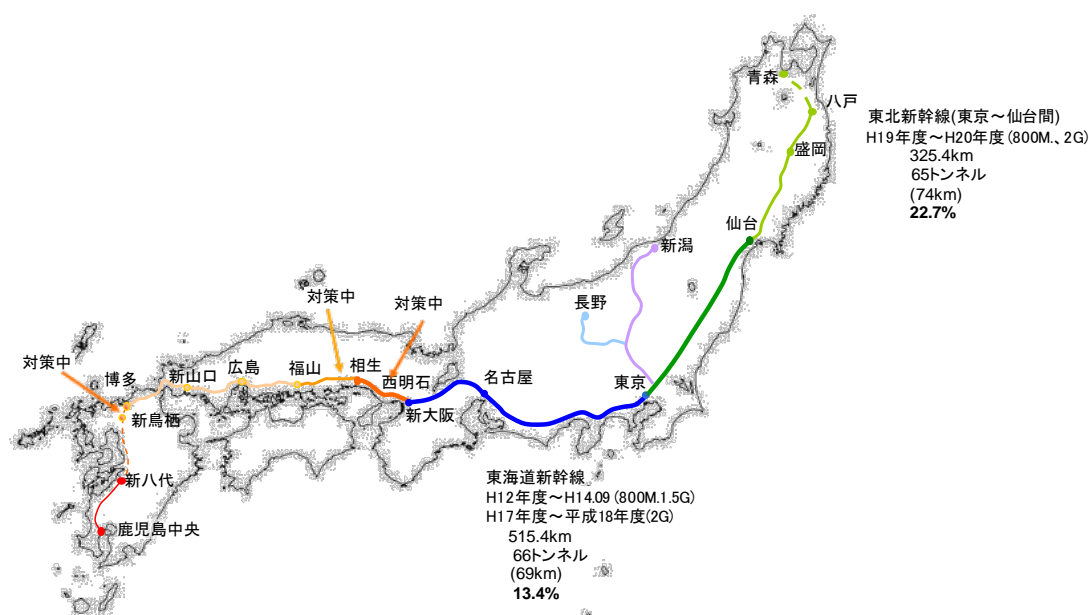 青森
八戸
東北新幹線(東京~仙台間)
H19年度~H20年度(800M.、2G)
325.4km
65トンネル
(74km)
22.7%
盛岡
仙台
新潟
長野
対策中
対策中
対策中
博多
新山口
広島
福山
相生
西明石
名古屋
東京
新大阪
新鳥栖
新八代
鹿児島中央
東海道新幹線
H12年度~H14.09(800M.1.5G)
H17年度~平成18年度(2G)
515.4km
66トンネル
(69km)
13.4%